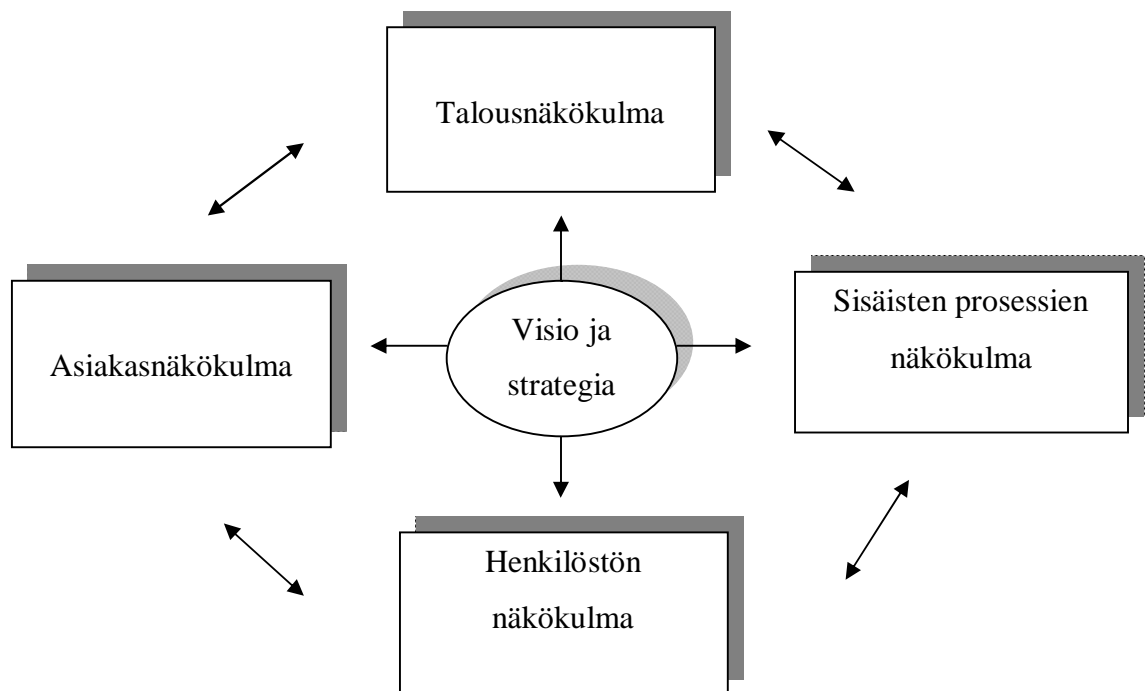 Talousnäkökulma
Asiakasnäkökulma
Visio ja
strategia
Sisäisten prosessien
näkökulma
Henkilöstön
näkökulma